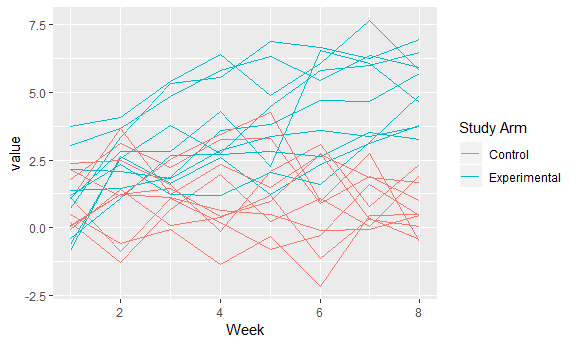 7.5
5.0
2.5
0.0
-2.5
value
2 4 6 8
Week
Study Arm
Control
Experimental